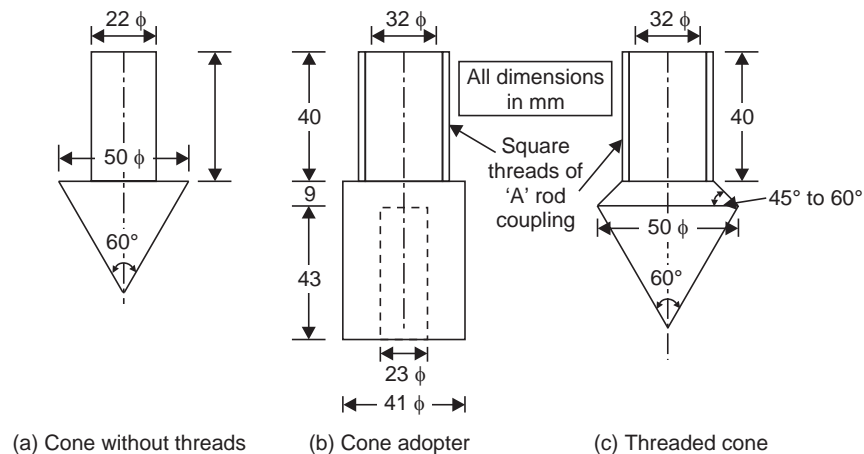 22 ϕ
32 ϕ
32 ϕ
All dimensions
in mm
40
40
50 ϕ
Square
threads of
‘A’ rod
coupling
9
45° to 60°
50 ϕ
60°
43
60°
23 ϕ
41 ϕ
(a) Cone without threads
(b) Cone adopter
(c) Threaded cone